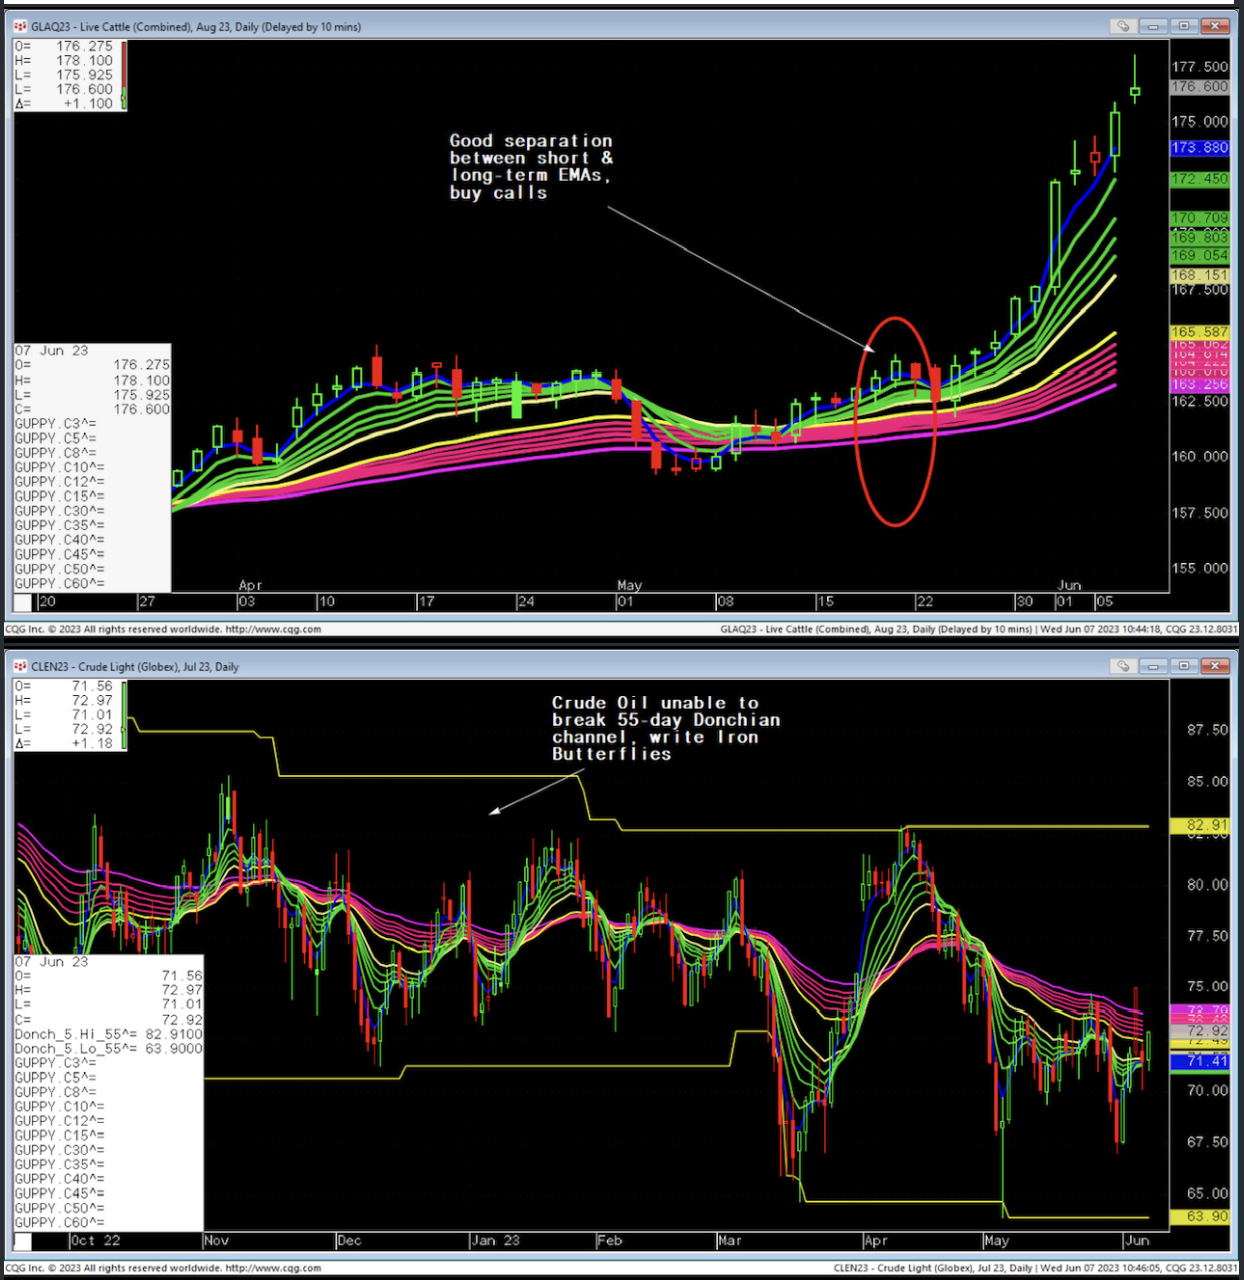 GLAQ23 - Live Cattle (Combined), Aug 23, Daily (Delayed by 10 mins)
O= 176.275
H= 178.100
L= 175.925
L= 176.600
Δ= +1.100
Good separation
between short &
long-term EMAs,
buy calls
177.500
176.600
175.000
173.880
172.450
170.709
169.803
169.054
168.151
167.500
165.587
165.062
163.256
162.500
160.000
157.500
155.000
07 Jun 23
O= 176.275
H= 178.100
L= 175.925
C= 176.600
GUPPY.C3^=
GUPPY.C5^=
GUPPY.C8^=
GUPPY.C10^=
GUPPY.C12^=
GUPPY.C15^=
GUPPY.C30^=
GUPPY.C35^=
GUPPY.C40^=
GUPPY.C45^=
GUPPY.C50^=
GUPPY.C60^=
Apr May Jun
20 27 03 10 17 24 01 08 15 22 30 01 05
CQG Inc. © 2023 All rights reserved worldwide. http://www.cqg.com GLAQ23 - Live Cattle (Combined), Aug 23, Daily (Delayed by 10 mins) | Wed Jun 07 2023 10:44:18, CQG 23.12.8031
CLEN23 - Crude Light (Globex), Jul 23, Daily
O= 71.56
H= 72.97
L= 71.01
L= 72.92
Δ= +1.18
Crude Oil unable to
break 55-day Donchian
channel, write Iron
Butterflies
87.50
85.00
82.91
80.00
77.50
75.00
72.92
71.41
70.00
67.50
65.00
63.90
07 Jun 23
O= 71.56
H= 72.97
L= 71.01
C= 72.92
Donch_5.Hi_55^= 82.9100
Donch_5.Lo_55^= 63.9000
GUPPY.C3^=
GUPPY.C5^=
GUPPY.C8^=
GUPPY.C10^=
GUPPY.C12^=
GUPPY.C15^=
GUPPY.C30^=
GUPPY.C35^=
GUPPY.C40^=
GUPPY.C45^=
GUPPY.C50^=
GUPPY.C60^=
Oct 22 Nov Dec Jan 23 Feb Mar Apr May Jun
CQG Inc. © 2023 All rights reserved worldwide. http://www.cqg.com CLEN23 - Crude Light (Globex), Jul 23, Daily | Wed Jun 07 2023 10:46:05, CQG 23.12.8031